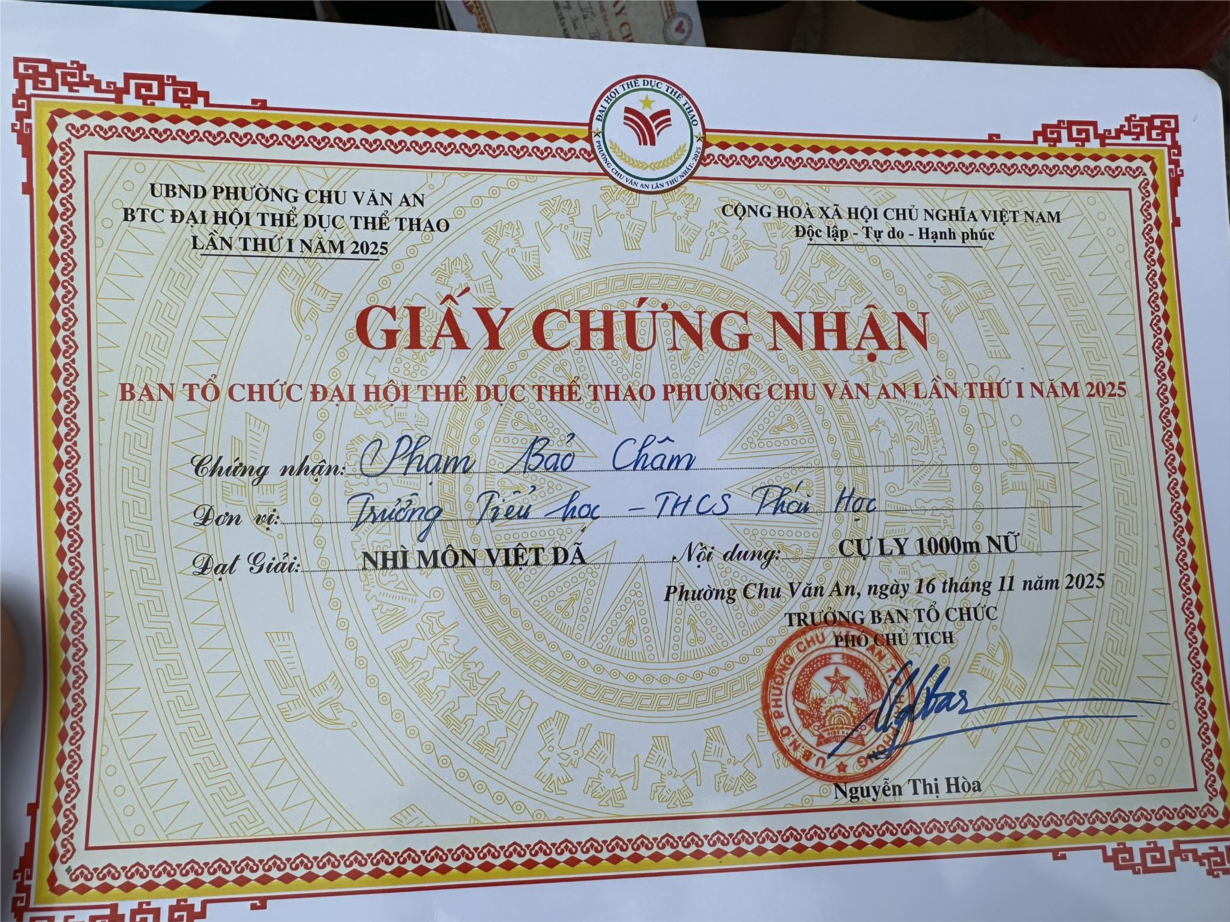 ĐẠI HỘI THỂ DỤC THỂ THAO
PHƯỜNG CHU VĂN AN LẦN THỨ NHẤT- 2025
UBND PHƯỜNG CHU VĂN AN
BTC ĐẠI HỘI THỂ DỤC THỂ THAO
LẦN THỨ I NĂM 2025
CỘNG HOÀ XÃ HỘI CHỦ NGHĨA VIỆT NAM
Độc lập - Tự do - Hạnh phúc
GIẤY CHỨNG NHẬN
BAN TỔ CHỨC ĐẠI HỘI THỂ DỤC THỂ THAO PHƯỜNG CHU VĂN AN LẦN THỨ I NĂM 2025
Chứng nhận: Phạm Bảo Châm
Đơn vị: Trường Tiểu học - THCS Thái Học
Đạt Giải: NHÌ MÔN VIỆT DÃ Nội dung: CỰ LY 1000m NỮ
Phường Chu Văn An, ngày 16 tháng 11 năm 2025
TRƯỞNG BAN TỔ CHỨC
PHÓ CHỦ TỊCH
U.B.N.D PHƯỜNG CHU VĂN AN
Nguyễn Thị Hòa